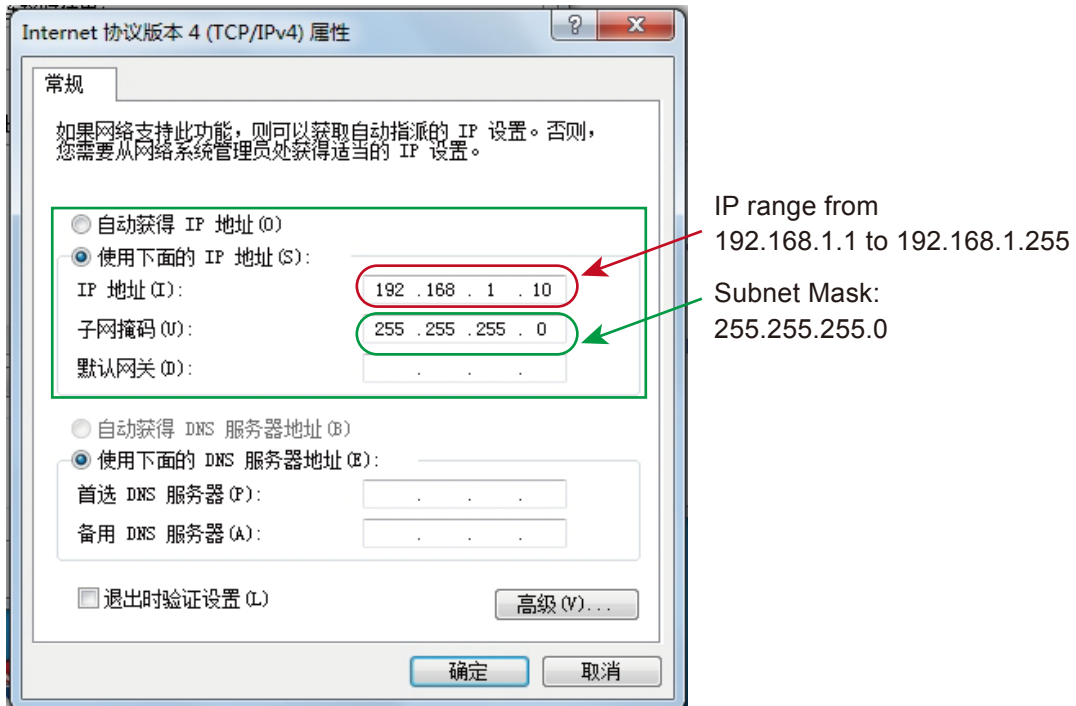 Internet 协议版本 4 (TCP/IPv4) 属性
常规
如果网络支持此功能，则可以获取自动指派的 IP 设置。否则，
您需要从网络系统管理员处获得适当的 IP 设置。
自动获得 IP 地址(O)
使用下面的 IP 地址(S):
IP 地址(I): 192 .168 . 1 . 10
子网掩码(U): 255 .255 .255 . 0
默认网关(D): . . .
IP range from
192.168.1.1 to 192.168.1.255
Subnet Mask:
255.255.255.0
自动获得 DNS 服务器地址(B)
使用下面的 DNS 服务器地址(E):
首选 DNS 服务器(P): . . .
备用 DNS 服务器(A): . . .
退出时验证设置(L)
高级(V)...
确定 取消